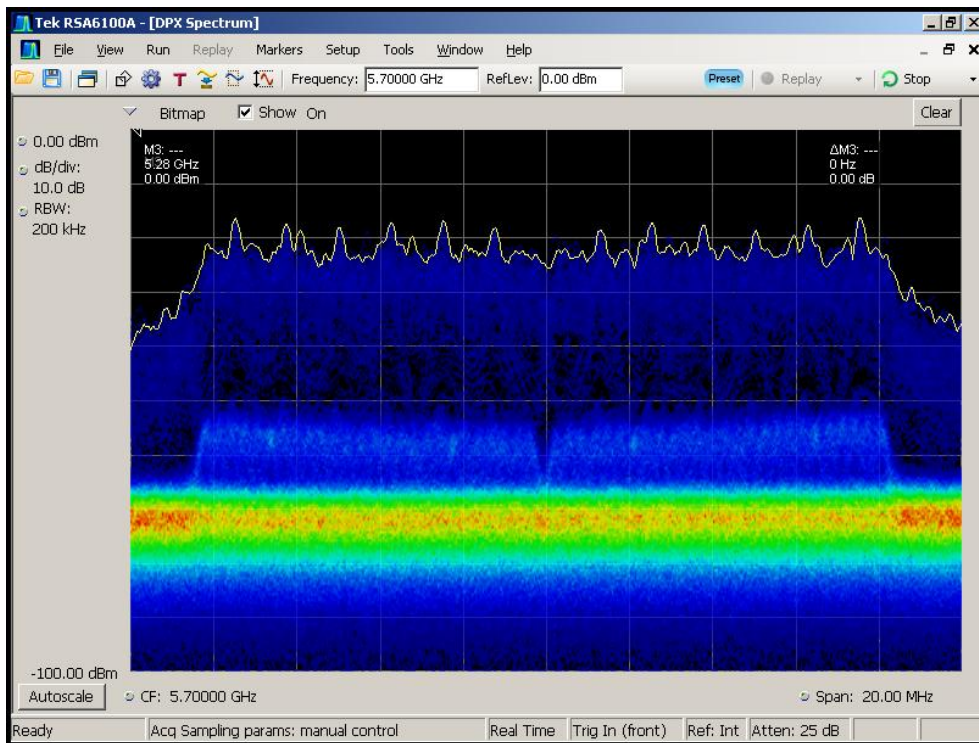 Tek RSA6100A - [DPX Spectrum]
File View Run Replay Markers Setup Tools Window Help
T Frequency: 5.70000 GHz RefLev: 0.00 dBm Preset Replay Stop
Bitmap Show On Clear
0.00 dBm
dB/div:
10.0 dB
RBW:
200 kHz
M3: ---
5.28 GHz
0.00 dBm
ΔM3: ---
0 Hz
0.00 dB
-100.00 dBm
Autoscale CF: 5.70000 GHz Span: 20.00 MHz
Ready Acq Sampling params: manual control Real Time Trig In (front) Ref: Int Atten: 25 dB